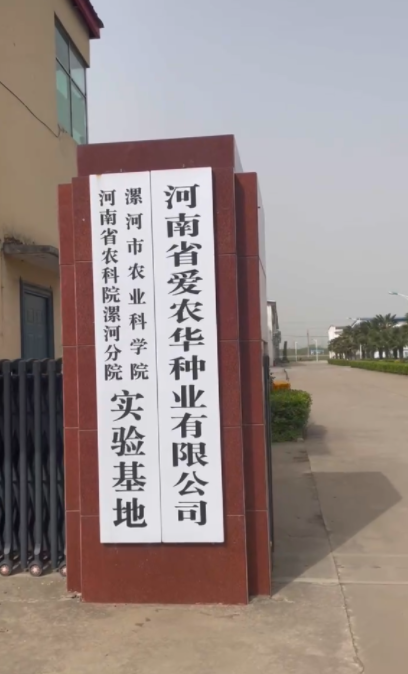 河南省爱农华种业有限公司
漯河市农业科学院
河南省农科院漯河分院
实验基地